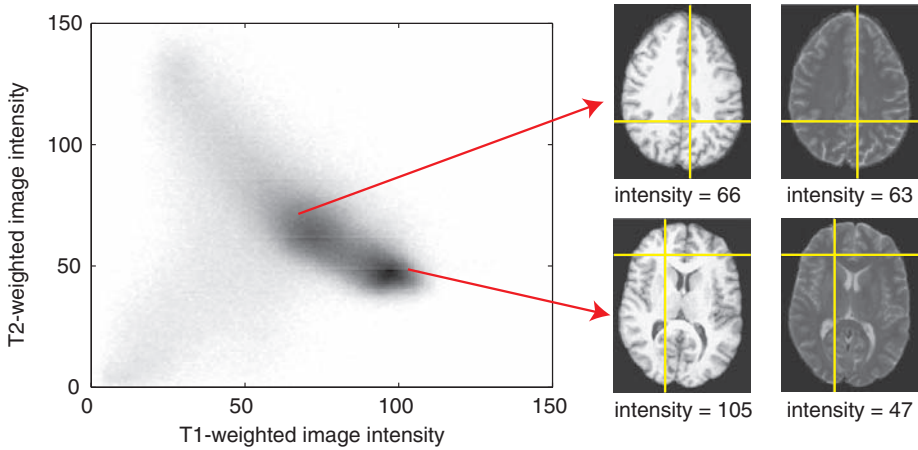 150
100
50
0
T2-weighted image intensity
0
50
100
150
T1-weighted image intensity
intensity = 66
intensity = 63
intensity = 105
intensity = 47